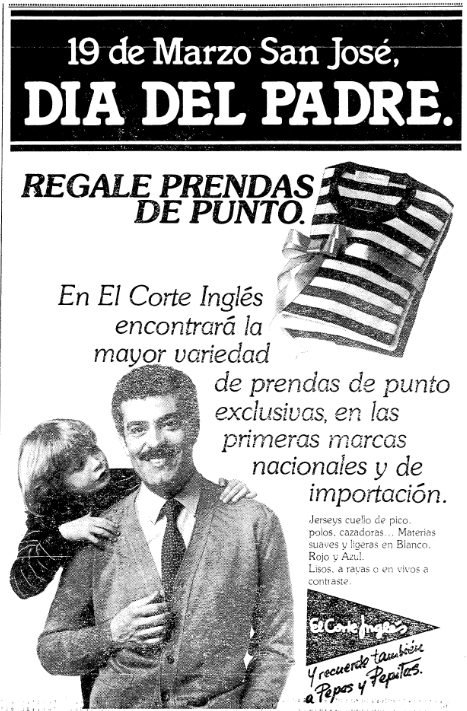 19 de Marzo San José,
DIA DEL PADRE.
REGALE PRENDAS
DE PUNTO.
En El Corte Inglés
encontrará la
mayor variedad
de prendas de punto
exclusivas, en las
primeras marcas
nacionales y de
importación.
Jerseys cuello de pico,
polos, cazadoras... Materias
suaves y ligeras en Blanco,
Rojo y Azul.
Lisos, a rayas o en vivos a
contraste.
El Corte Inglés
Y recuerde también
a Pepas y Pepitas.